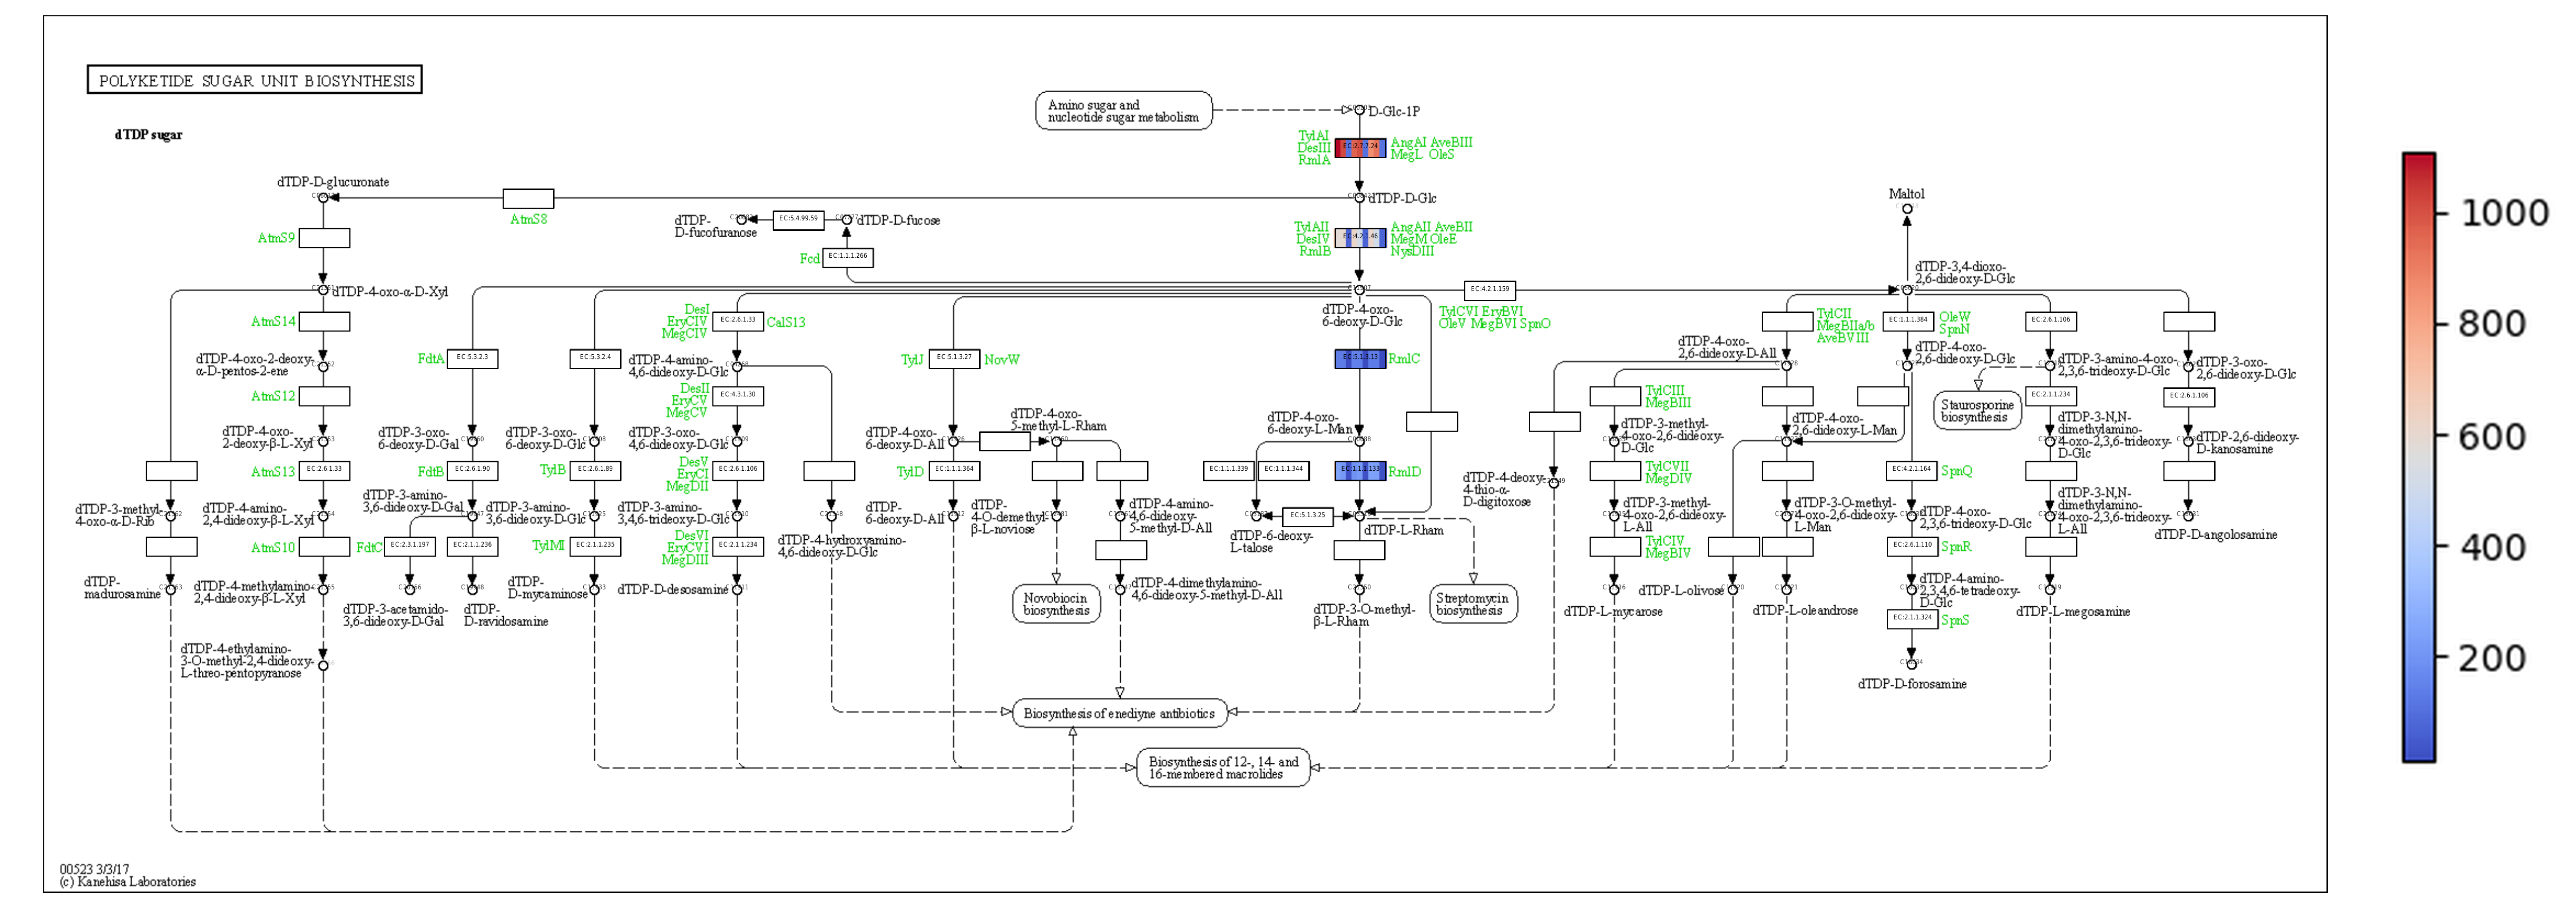 POLYKETIDE SUGAR UNIT BIOSYNTHESIS
dTDP sugar
Amino sugar and
nucleotide sugar metabolism
D-Glc-1P
TylAI
DesIII
RmlA
EC:2.7.7.24
AngAI AveBIII
MegL OleS
dTDP-D-glucuronate
AtmS8
dTDP-D-Glc
Maltol
AtmS9
dTDP-
D-fucofuranose
EC:5.4.99.59
dTDP-D-fucose
Fcd
EC:1.1.1.266
TylAII
DesIV
RmlB
EC:4.2.1.46
AngAII AveBII
MegM OleE
NysDIII
dTDP-4-oxo-α-D-Xyl
dTDP-4-oxo-
6-deoxy-D-Glc
EC:4.2.1.159
TylCVI EryBVI
OleV MegBVI SpnO
dTDP-3,4-dioxo-
2,6-dideoxy-D-Glc
AtmS14
DesI
EryCIV
MegCIV
EC:2.6.1.33
CalS13
TylCII
MegBIIa/b
AveBVIII
EC:1.1.1.384
OleW
SpnN
EC:2.6.1.106
dTDP-4-oxo-2-deoxy-
α-D-pentos-2-ene
FdtA
EC:5.3.2.3
EC:5.3.2.4
dTDP-4-amino-
4,6-dideoxy-D-Glc
TylJ
EC:5.1.3.27
NovW
EC:5.1.3.13
RmlC
dTDP-4-oxo-
2,6-dideoxy-D-All
dTDP-4-oxo-
2,6-dideoxy-D-Glc
dTDP-3-amino-4-oxo-
2,3,6-trideoxy-D-Glc
dTDP-3-oxo-
2,6-dideoxy-D-Glc
AtmS12
DesII
EryCV
MegCV
EC:4.3.1.30
TylCIII
MegBIII
Staurosporine
biosynthesis
EC:2.1.1.234
EC:2.6.1.106
dTDP-4-oxo-
2-deoxy-β-L-Xyl
dTDP-3-oxo-
6-deoxy-D-Gal
dTDP-3-oxo-
6-deoxy-D-Glc
dTDP-3-oxo-
4,6-dideoxy-D-Glc
dTDP-4-oxo-
6-deoxy-D-All
dTDP-4-oxo-
5-methyl-L-Rham
dTDP-4-oxo-
6-deoxy-L-Man
dTDP-3-methyl-
4-oxo-2,6-dideoxy-
D-Glc
dTDP-4-oxo-
2,6-dideoxy-L-Man
dTDP-3-N,N-
dimethylamino-
4-oxo-2,3,6-trideoxy-
D-Glc
dTDP-2,6-dideoxy-
D-kanosamine
AtmS13
EC:2.6.1.33
FdtB
EC:2.6.1.90
TylB
EC:2.6.1.89
DesV
EryCI
MegDII
EC:2.6.1.106
TylD
EC:1.1.1.364
EC:1.1.1.339
EC:1.1.1.344
EC:1.1.1.133
RmlD
dTDP-4-deoxy-
4-thio-α-
D-digitoxose
TylCVII
MegDIV
EC:4.2.1.164
SpnQ
dTDP-3-methyl-
4-oxo-α-D-Rib
dTDP-4-amino-
2,4-dideoxy-β-L-Xyl
dTDP-3-amino-
3,6-dideoxy-D-Gal
dTDP-3-amino-
3,6-dideoxy-D-Glc
dTDP-3-amino-
3,4,6-trideoxy-D-Glc
dTDP-4-hydroxyamino-
4,6-dideoxy-D-Glc
dTDP-
6-deoxy-D-All
dTDP-
4-O-demethyl-
β-L-noviose
dTDP-4-amino-
4,6-dideoxy-
5-methyl-D-All
dTDP-6-deoxy-
L-talose
EC:5.1.3.25
dTDP-L-Rham
dTDP-3-methyl-
4-oxo-2,6-dideoxy-
L-All
dTDP-3-O-methyl-
4-oxo-2,6-dideoxy-
L-Man
dTDP-4-oxo-
2,3,6-trideoxy-D-Glc
dTDP-3-N,N-
dimethylamino-
4-oxo-2,3,6-trideoxy-
L-All
dTDP-D-angolosamine
AtmS10
FdtC
EC:2.3.1.197
EC:2.1.1.236
TylMI
EC:2.1.1.235
DesVI
EryCVI
MegDIII
EC:2.1.1.234
TylCIV
MegBIV
EC:2.6.1.110
SpnR
dTDP-
madurosamine
dTDP-4-methylamino-
2,4-dideoxy-β-L-Xyl
dTDP-3-acetamido-
3,6-dideoxy-D-Gal
dTDP-
D-ravidosamine
dTDP-
D-mycaminose
dTDP-D-desosamine
Novobiocin
biosynthesis
dTDP-4-dimethylamino-
4,6-dideoxy-5-methyl-D-All
dTDP-3-O-methyl-
β-L-Rham
Streptomycin
biosynthesis
dTDP-L-mycarose
dTDP-L-olivose
dTDP-L-oleandrose
dTDP-4-amino-
2,3,4,6-tetradeoxy-
D-Glc
dTDP-L-megosamine
EC:2.1.1.324
SpnS
dTDP-4-ethylamino-
3-O-methyl-2,4-dideoxy-
L-threo-pentopyranose
dTDP-D-forosamine
Biosynthesis of enediyne antibiotics
Biosynthesis of 12-, 14- and
16-membered macrolides
00523 3/3/17
(c) Kanehisa Laboratories
1000
800
600
400
200